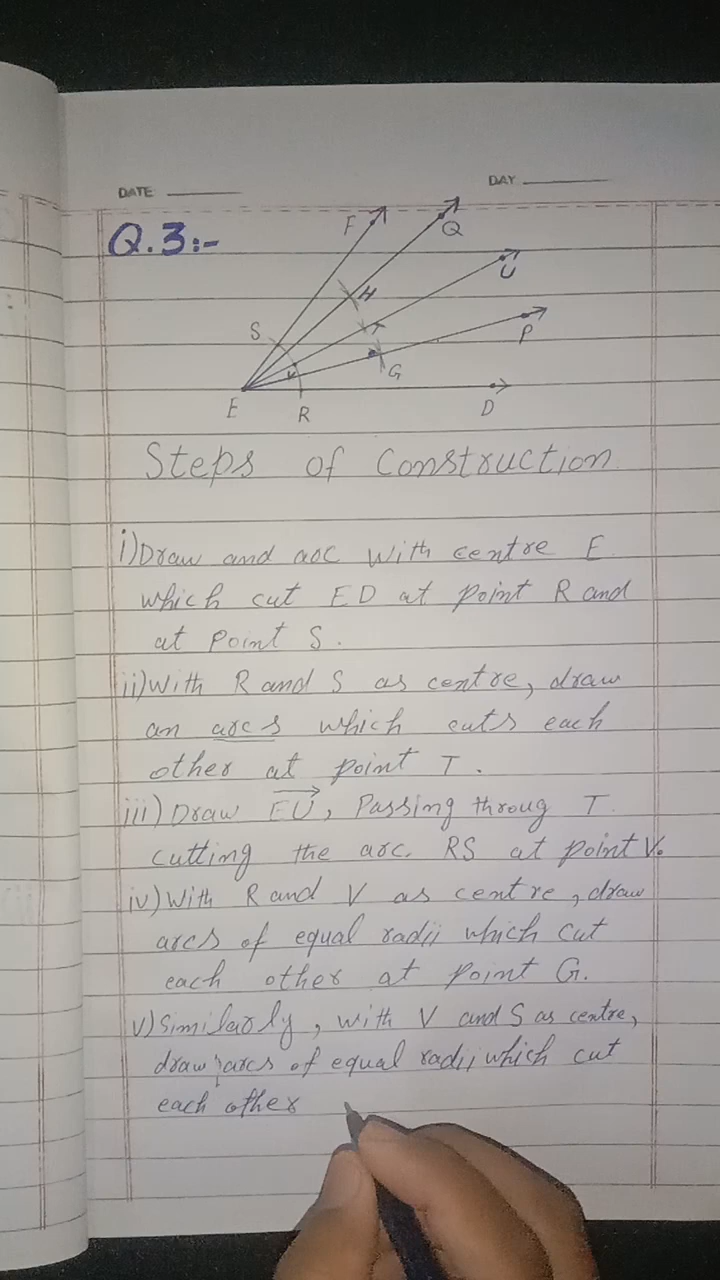 DATE
DAY
Q.3:-
F
Q
U
H
T
S
P
V
G
E
R
D
Steps of Construction
i) Draw and arc with centre E
which cut ED at point R and
at point S.
ii) With R and S as centre, draw
an arcs which cuts each
other at point T.
iii) Draw EU, Passing throug T
cutting the arc. RS at point V.
iv) With R and V as centre, draw
arcs of equal radii which cut
each other at point G.
v) Similarly, with V and S as centre,
draw arcs of equal radii which cut
each other